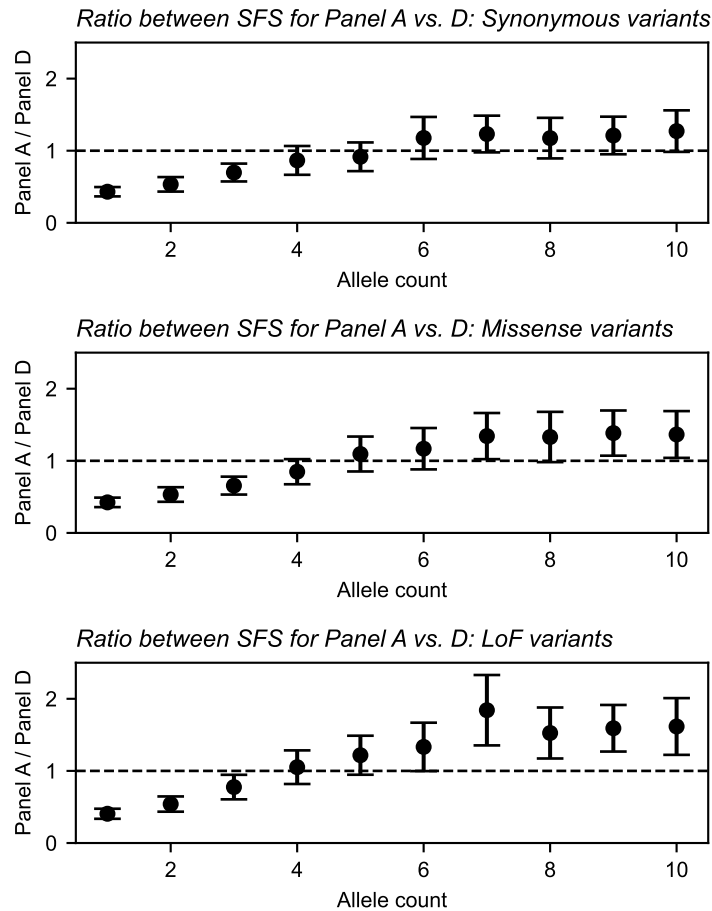 Ratio between SFS for Panel A vs. D: Synonymous variants
Panel A / Panel D
2
1
0
2 4 6 8 10
Allele count
Ratio between SFS for Panel A vs. D: Missense variants
Panel A / Panel D
2
1
0
2 4 6 8 10
Allele count
Ratio between SFS for Panel A vs. D: LoF variants
Panel A / Panel D
2
1
0
2 4 6 8 10
Allele count